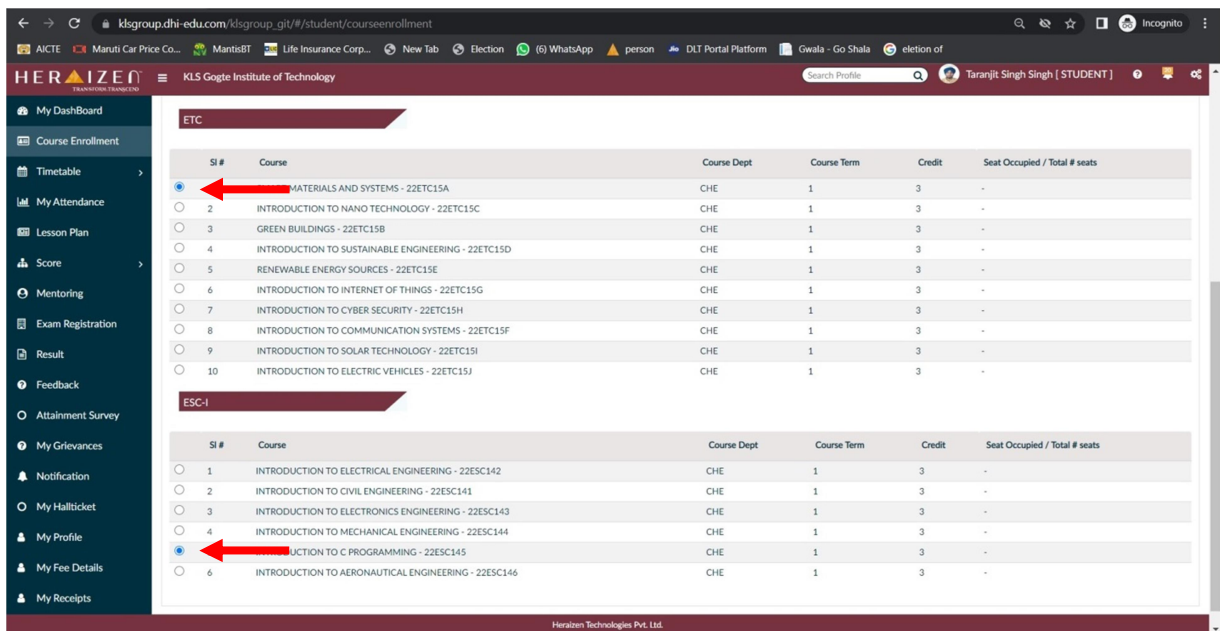 klsgroup.dhi-edu.com/klsgroup_git/#/student/courseenrollment Incognito
AICTE Maruti Car Price Co... MantisBT Life Insurance Corp... New Tab Election (6) WhatsApp person DLT Portal Platform Gwala - Go Shala eletion of
HERAIZEN KLS Gogte Institute of Technology Search Profile Taranjit Singh Singh [ STUDENT ]
TRANSFORM-TRANSCEND
My DashBoard
Course Enrollment
Timetable
My Attendance
Lesson Plan
Score
Mentoring
Exam Registration
Result
Feedback
Attainment Survey
My Grievances
Notification
My Hallticket
My Profile
My Fee Details
My Receipts
ETC
Sl # Course Course Dept Course Term Credit Seat Occupied / Total # seats
MATERIALS AND SYSTEMS - 22ETC15A CHE 1 3 -
2 INTRODUCTION TO NANO TECHNOLOGY - 22ETC15C CHE 1 3 -
3 GREEN BUILDINGS - 22ETC15B CHE 1 3 -
4 INTRODUCTION TO SUSTAINABLE ENGINEERING - 22ETC15D CHE 1 3 -
5 RENEWABLE ENERGY SOURCES - 22ETC15E CHE 1 3 -
6 INTRODUCTION TO INTERNET OF THINGS - 22ETC15G CHE 1 3 -
7 INTRODUCTION TO CYBER SECURITY - 22ETC15H CHE 1 3 -
8 INTRODUCTION TO COMMUNICATION SYSTEMS - 22ETC15F CHE 1 3 -
9 INTRODUCTION TO SOLAR TECHNOLOGY - 22ETC15I CHE 1 3 -
10 INTRODUCTION TO ELECTRIC VEHICLES - 22ETC15J CHE 1 3 -
ESC-I
Sl # Course Course Dept Course Term Credit Seat Occupied / Total # seats
1 INTRODUCTION TO ELECTRICAL ENGINEERING - 22ESC142 CHE 1 3 -
2 INTRODUCTION TO CIVIL ENGINEERING - 22ESC141 CHE 1 3 -
3 INTRODUCTION TO ELECTRONICS ENGINEERING - 22ESC143 CHE 1 3 -
4 INTRODUCTION TO MECHANICAL ENGINEERING - 22ESC144 CHE 1 3 -
INTRODUCTION TO C PROGRAMMING - 22ESC145 CHE 1 3 -
6 INTRODUCTION TO AERONAUTICAL ENGINEERING - 22ESC146 CHE 1 3 -
Heraizen Technologies Pvt. Ltd.